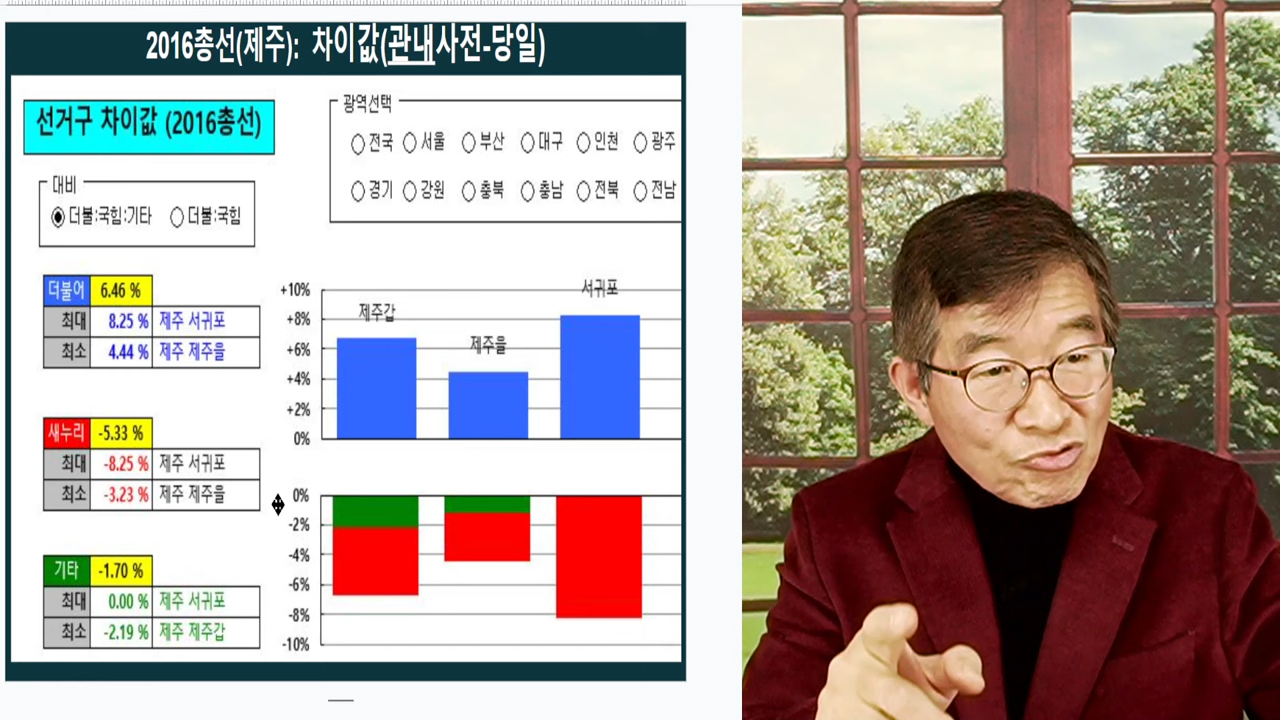 2016총선(제주): 차이값(관내사전-당일)
선거구 차이값 (2016총선)
광역선택
전국 서울 부산 대구 인천 광주
경기 강원 충북 충남 전북 전남
대비
더불:국힘:기타 더불:국힘
더불어 6.46 %
최대 8.25 % 제주 서귀포
최소 4.44 % 제주 제주을
새누리 -5.33 %
최대 -8.25 % 제주 서귀포
최소 -3.23 % 제주 제주을
기타 -1.70 %
최대 0.00 % 제주 서귀포
최소 -2.19 % 제주 제주갑
+10%
+8%
+6%
+4%
+2%
0%
제주갑
제주을
서귀포
0%
-2%
-4%
-6%
-8%
-10%